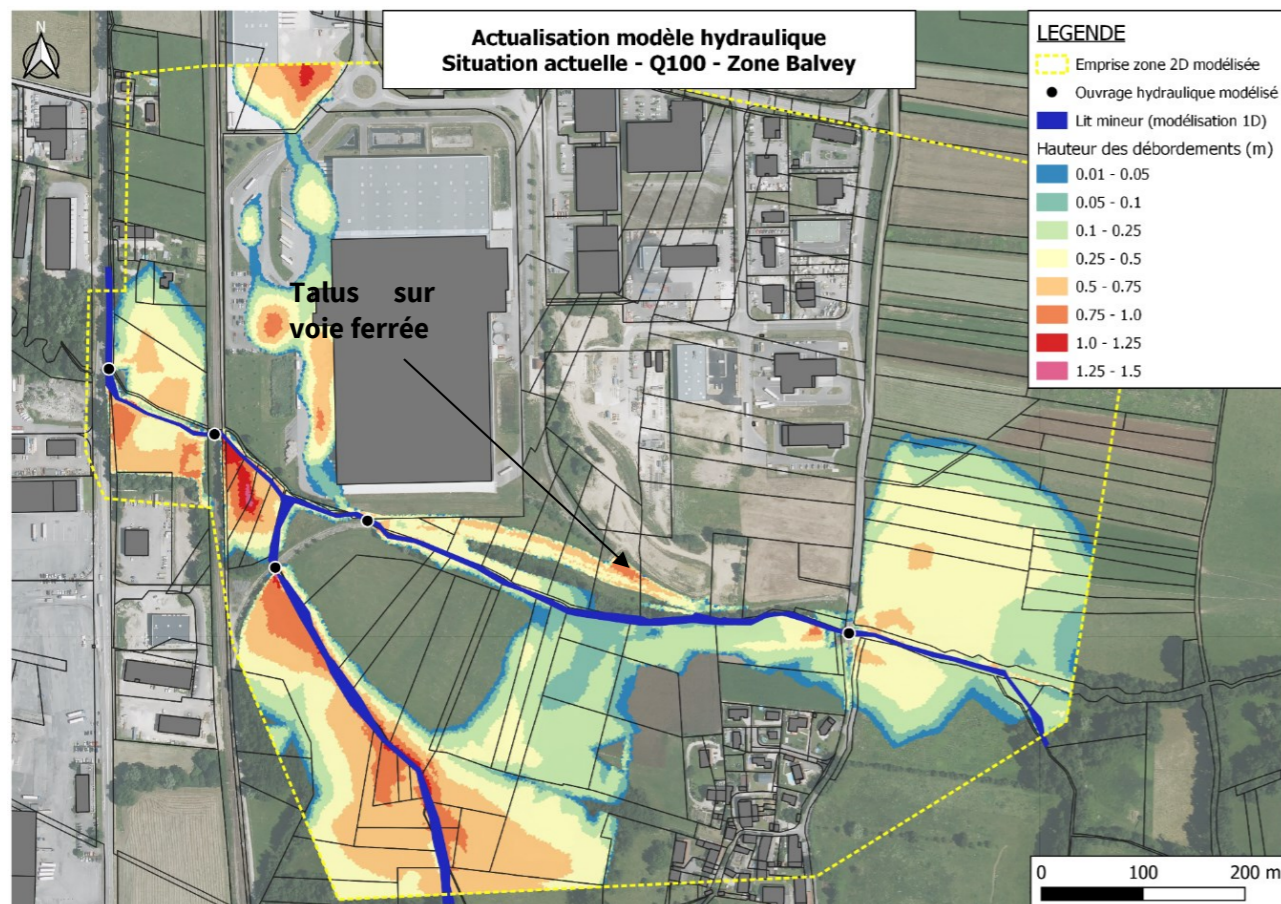 Actualisation modèle hydraulique
Situation actuelle - Q100 - Zone Balvey
N
LEGENDE
Emprise zone 2D modélisée
Ouvrage hydraulique modélisé
Lit mineur (modélisation 1D)
Hauteur des débordements (m)
0.01 - 0.05
0.05 - 0.1
0.1 - 0.25
0.25 - 0.5
0.5 - 0.75
0.75 - 1.0
1.0 - 1.25
1.25 - 1.5
Talus sur
voie ferrée
0 100 200 m